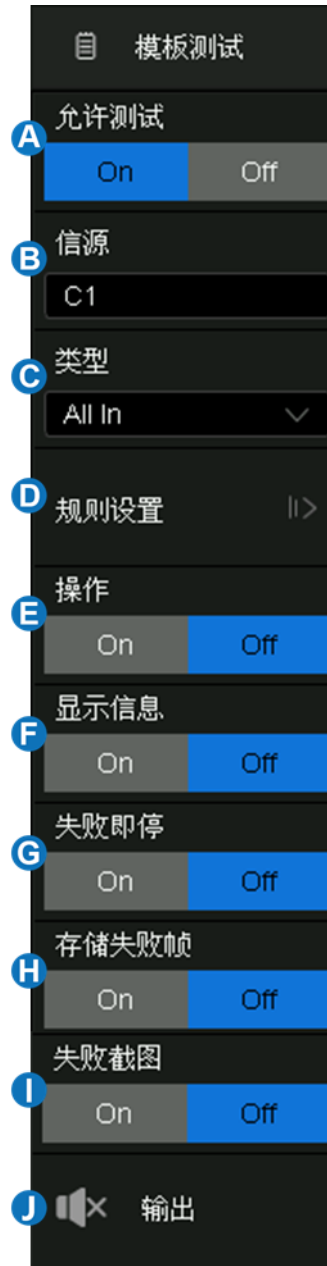 模板测试
允许测试
A
On Off
信源
B
C1
类型
C
All In
D
规则设置
操作
E
On Off
显示信息
F
On Off
失败即停
G
On Off
存储失败帧
H
On Off
失败截图
I
On Off
J
输出